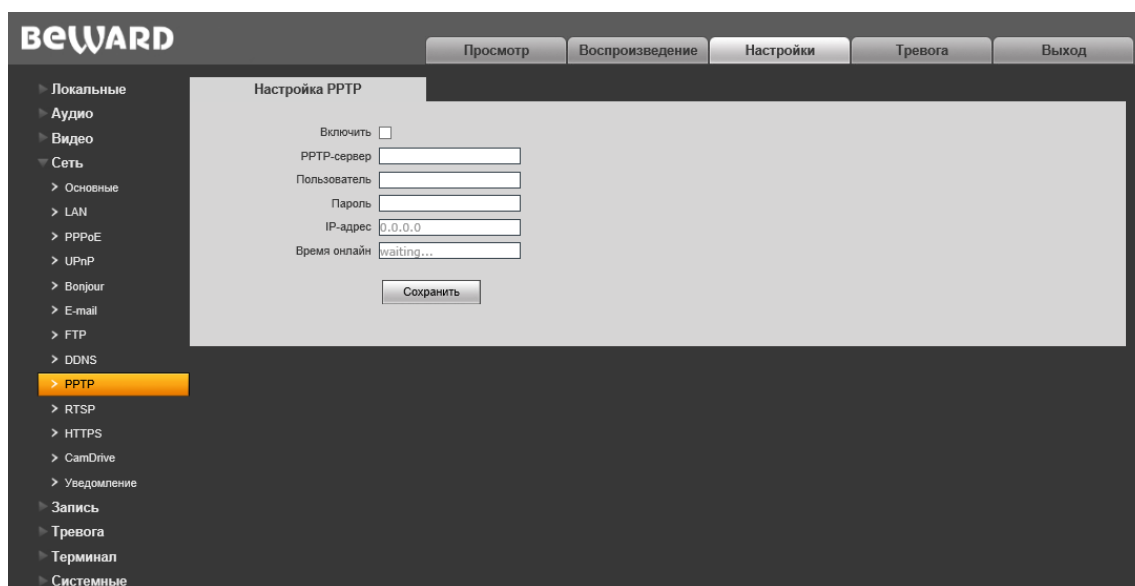 BEWARD
Просмотр
Воспроизведение
Настройки
Тревога
Выход
Локальные
Аудио
Видео
Сеть
Основные
LAN
PPPoE
UPnP
Bonjour
E-mail
FTP
DDNS
PPTP
RTSP
HTTPS
CamDrive
Уведомление
Запись
Тревога
Терминал
Системные
Настройка PPTP
Включить
PPTP-сервер
Пользователь
Пароль
IP-адрес 0.0.0.0
Время онлайн waiting...
Сохранить